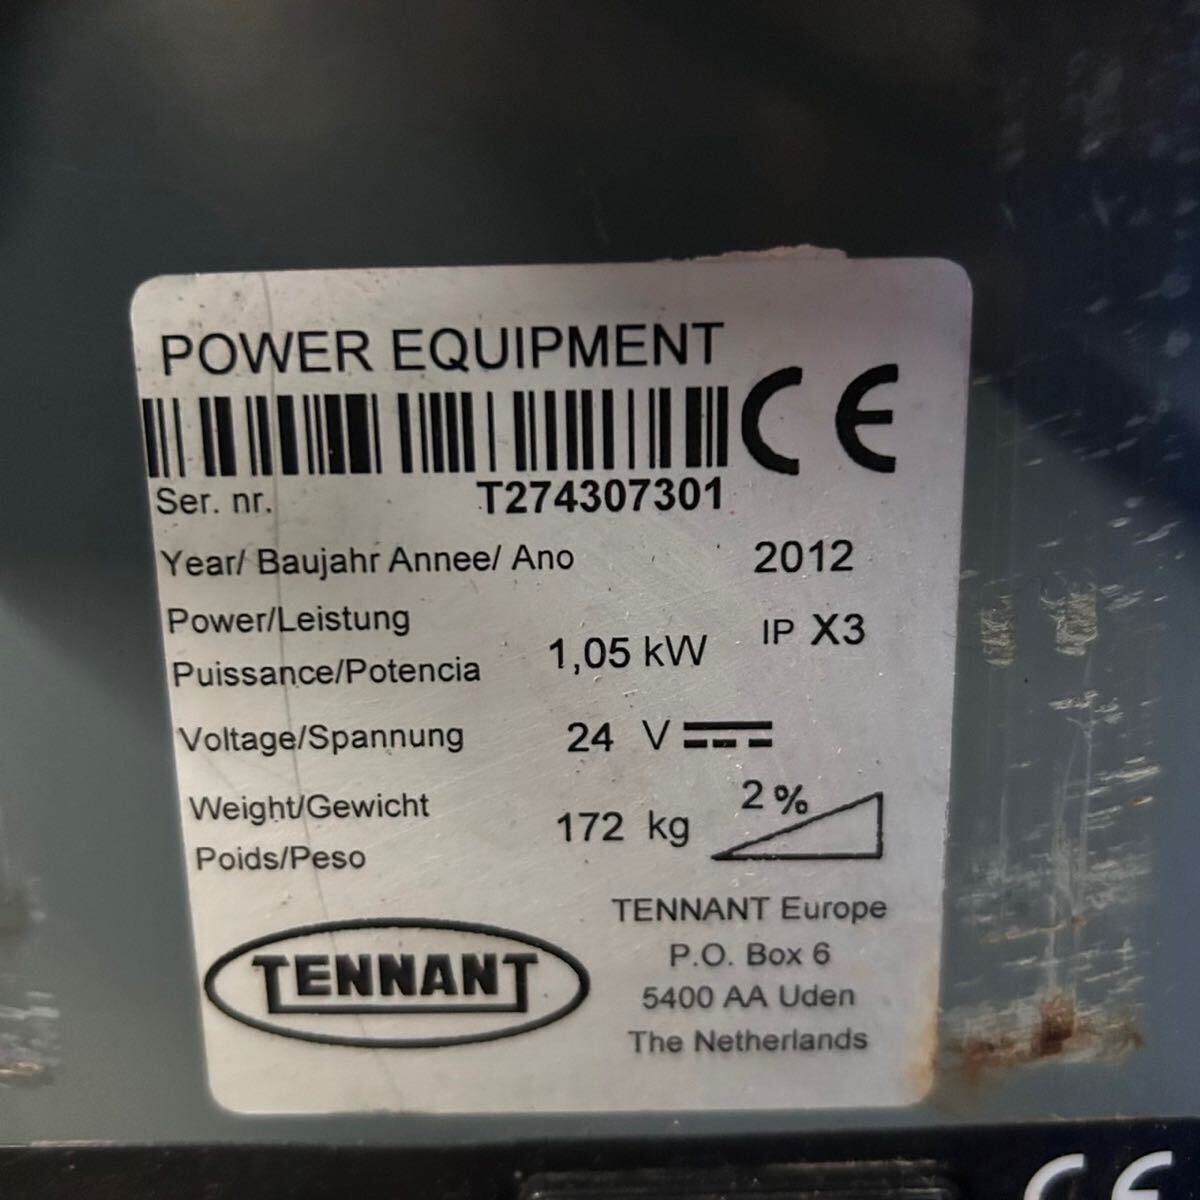 POWER EQUIPMENT
CE
Ser. nr. T274307301
Year/ Baujahr Annee/ Ano 2012
Power/Leistung
Puissance/Potencia 1,05 kW IP X3
Voltage/Spannung 24 V
Weight/Gewicht
Poids/Peso 172 kg 2%
TENNANT
TENNANT Europe
P.O. Box 6
5400 AA Uden
The Netherlands
CE